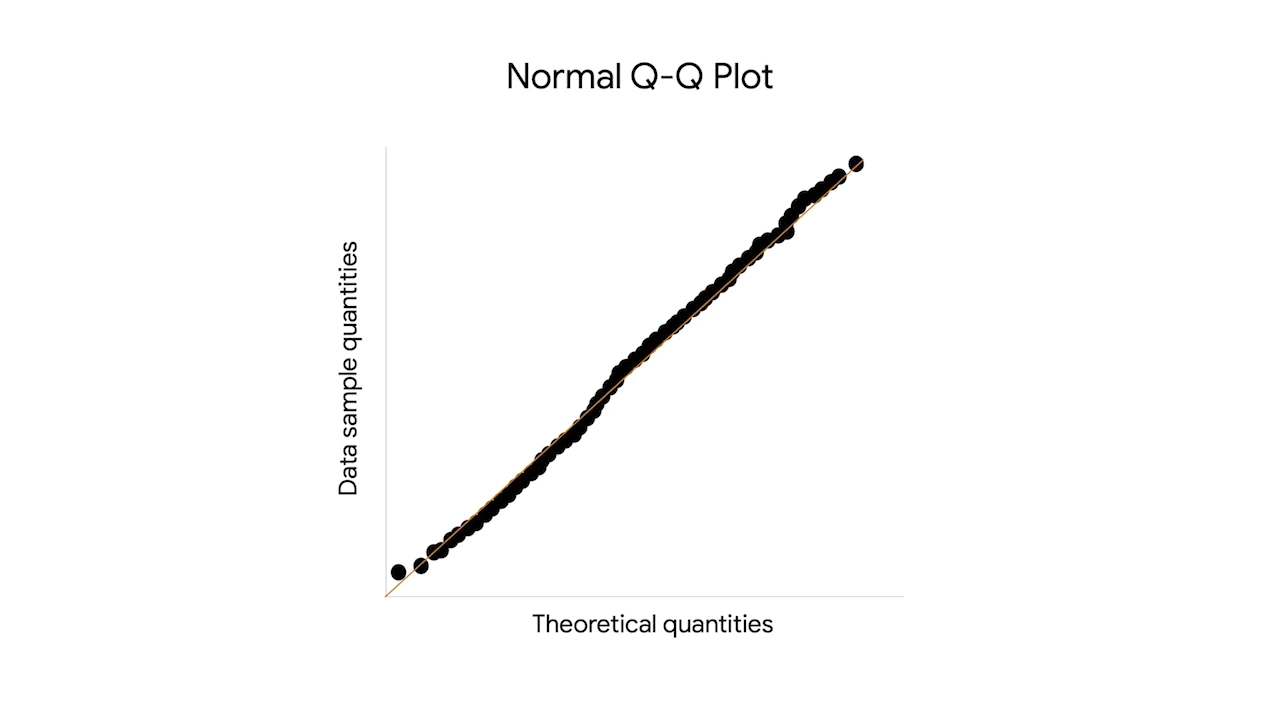 Normal Q-Q Plot
Data sample quantities
Theoretical quantities